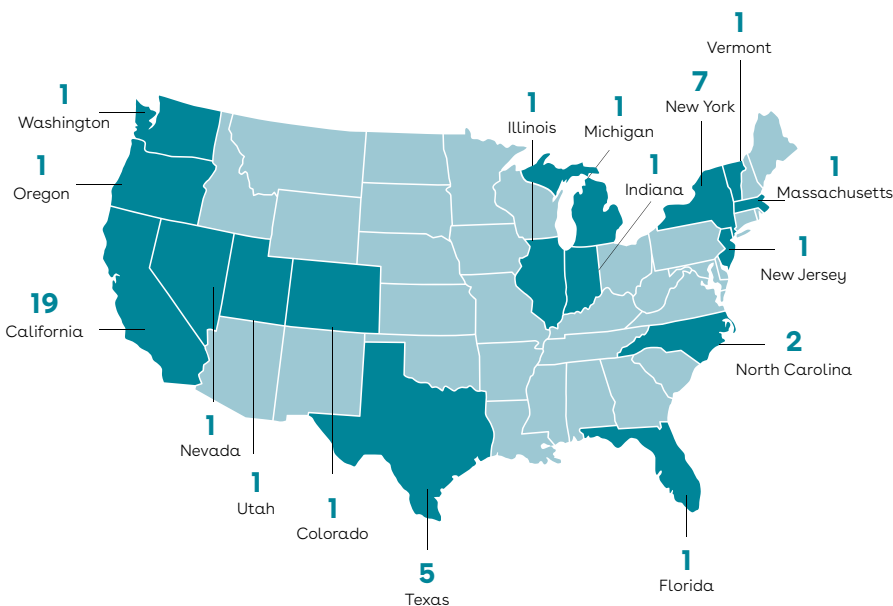 1
Vermont
7
New York
1
Washington
1
Illinois
1
Michigan
1
Oregon
1
Indiana
1
Massachusetts
1
New Jersey
19
California
2
North Carolina
1
Nevada
1
Utah
1
Colorado
5
Texas
1
Florida